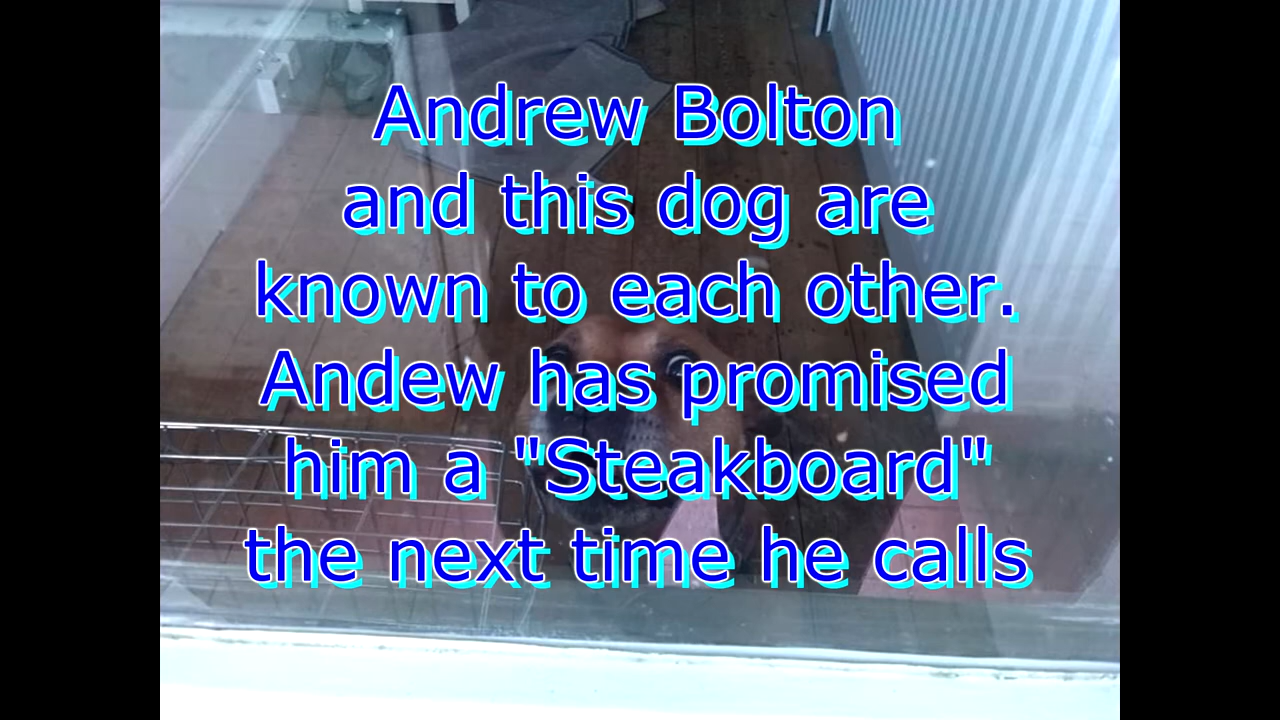 Andrew Bolton
and this dog are
known to each other.
Andew has promised
him a "Steakboard"
the next time he calls